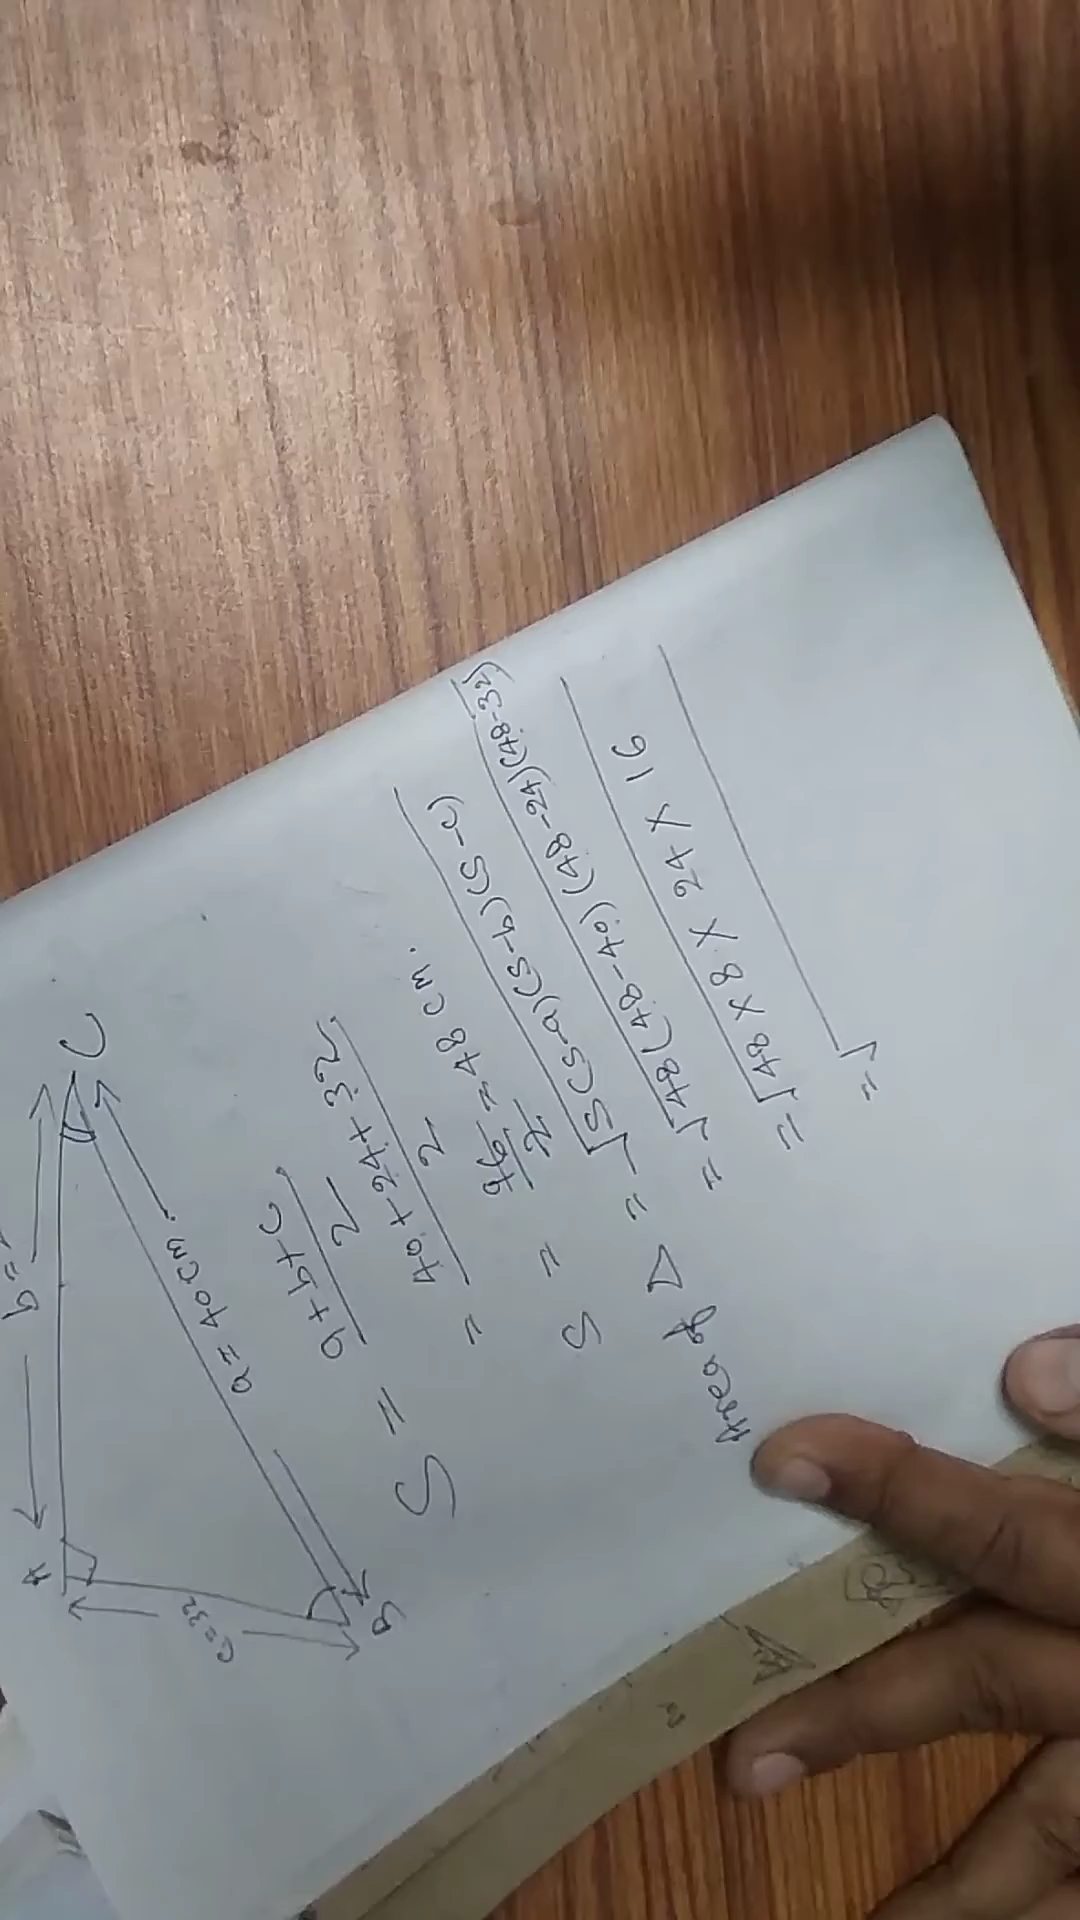 A
b=
C
c=32
a= 40 cm.
B
S = a+b+c / 2
= 40+24+32 / 2
S = 96/2 = 48 cm.
Area of Δ = √S(S-a)(S-b)(S-c)
= √48(48-40)(48-24)(48-32)
= √48 x 8 x 24 x 16
= √